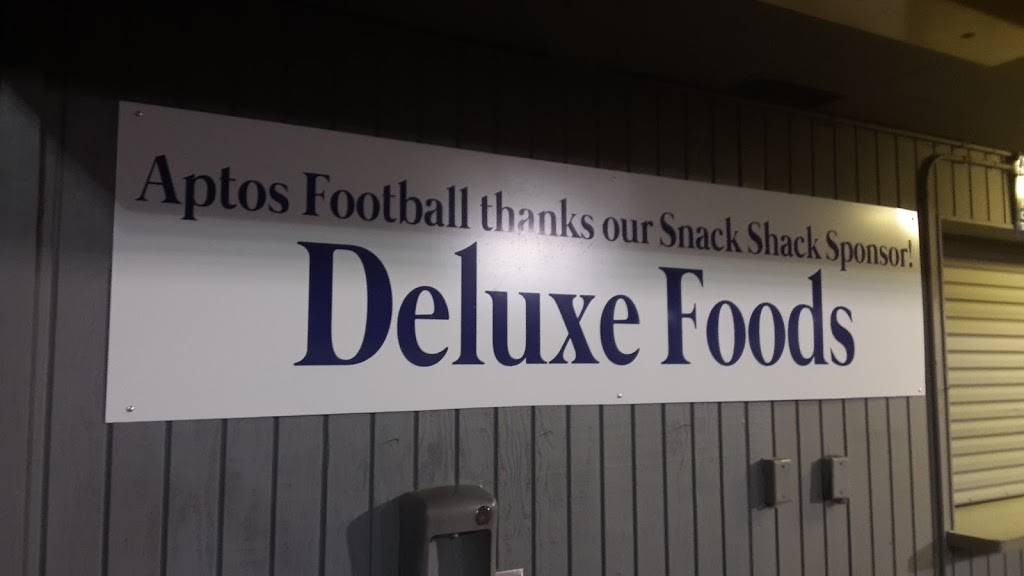 Aptos Football thanks our Snack Shack Sponsor!
Deluxe Foods